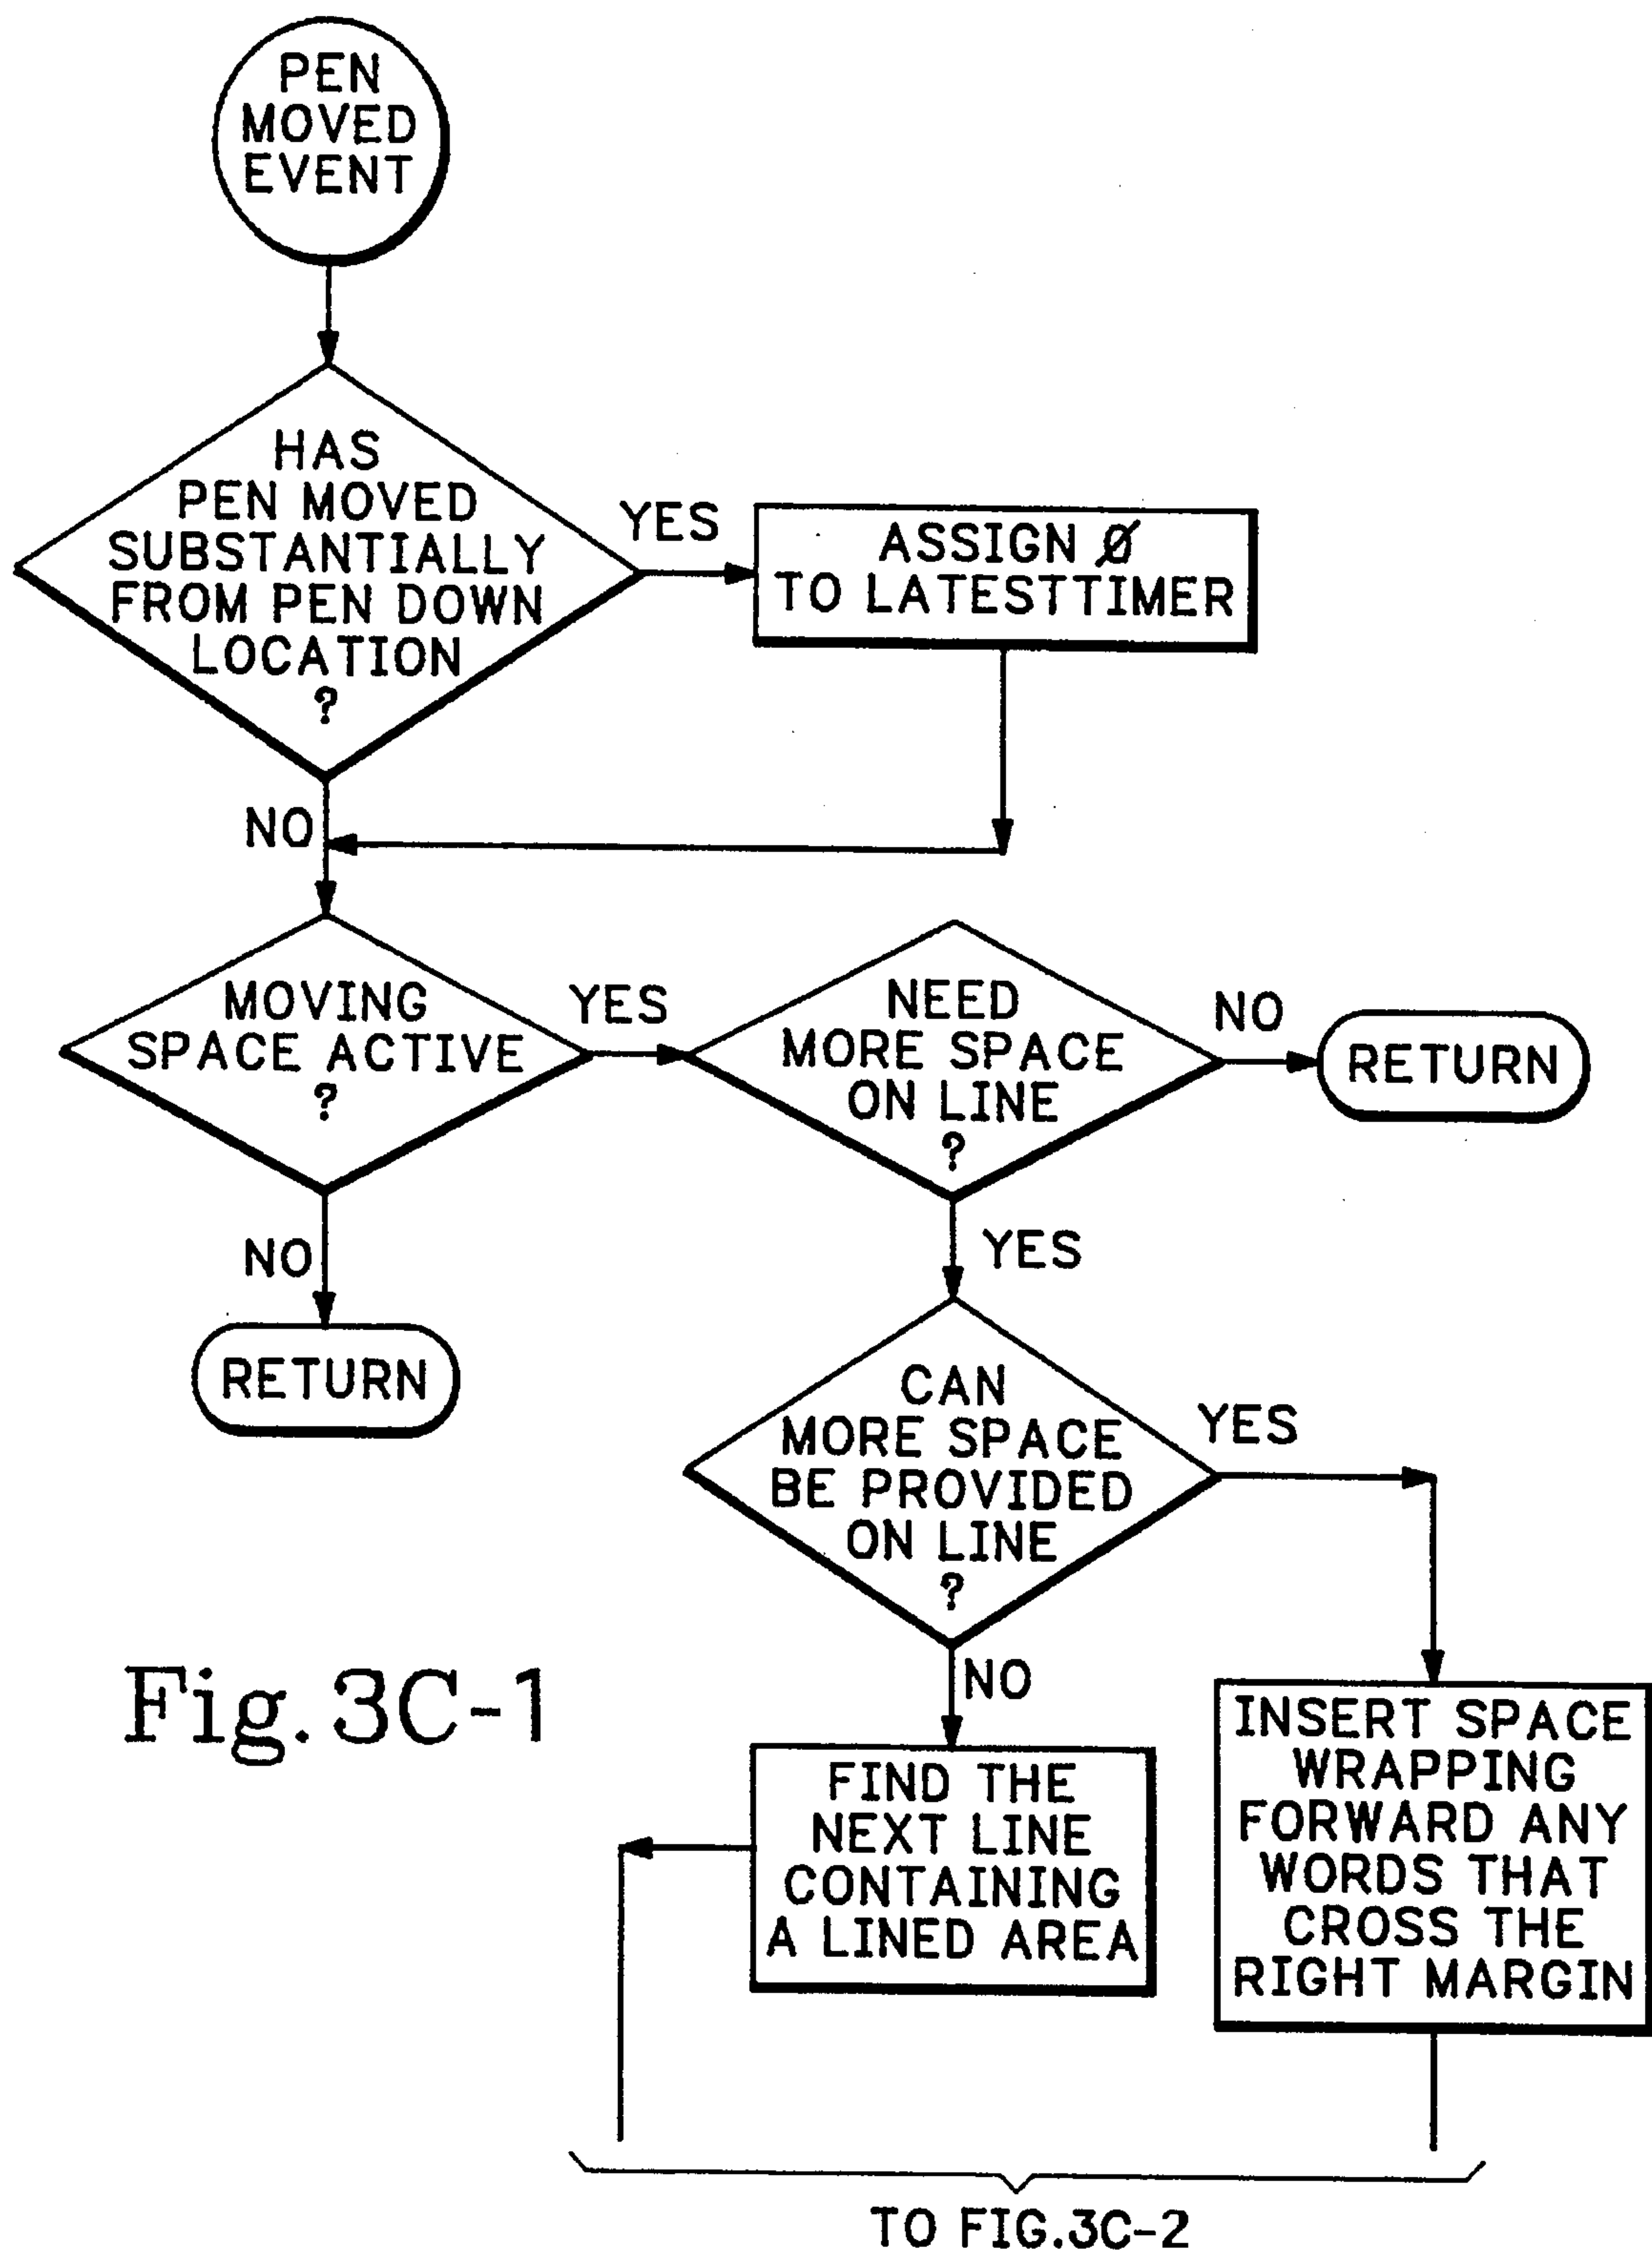 PEN
MOVED
EVENT
HAS
PEN MOVED
SUBSTANTIALLY
FROM PEN DOWN
LOCATION
?
YES
ASSIGN Ø
TO LATESTTIMER
NO
MOVING
SPACE ACTIVE
?
YES
NEED
MORE SPACE
ON LINE
?
NO
RETURN
NO
RETURN
YES
CAN
MORE SPACE
BE PROVIDED
ON LINE
?
YES
NO
FIND THE
NEXT LINE
CONTAINING
A LINED AREA
INSERT SPACE
WRAPPING
FORWARD ANY
WORDS THAT
CROSS THE
RIGHT MARGIN
Fig. 3C-1
TO FIG.3C-2